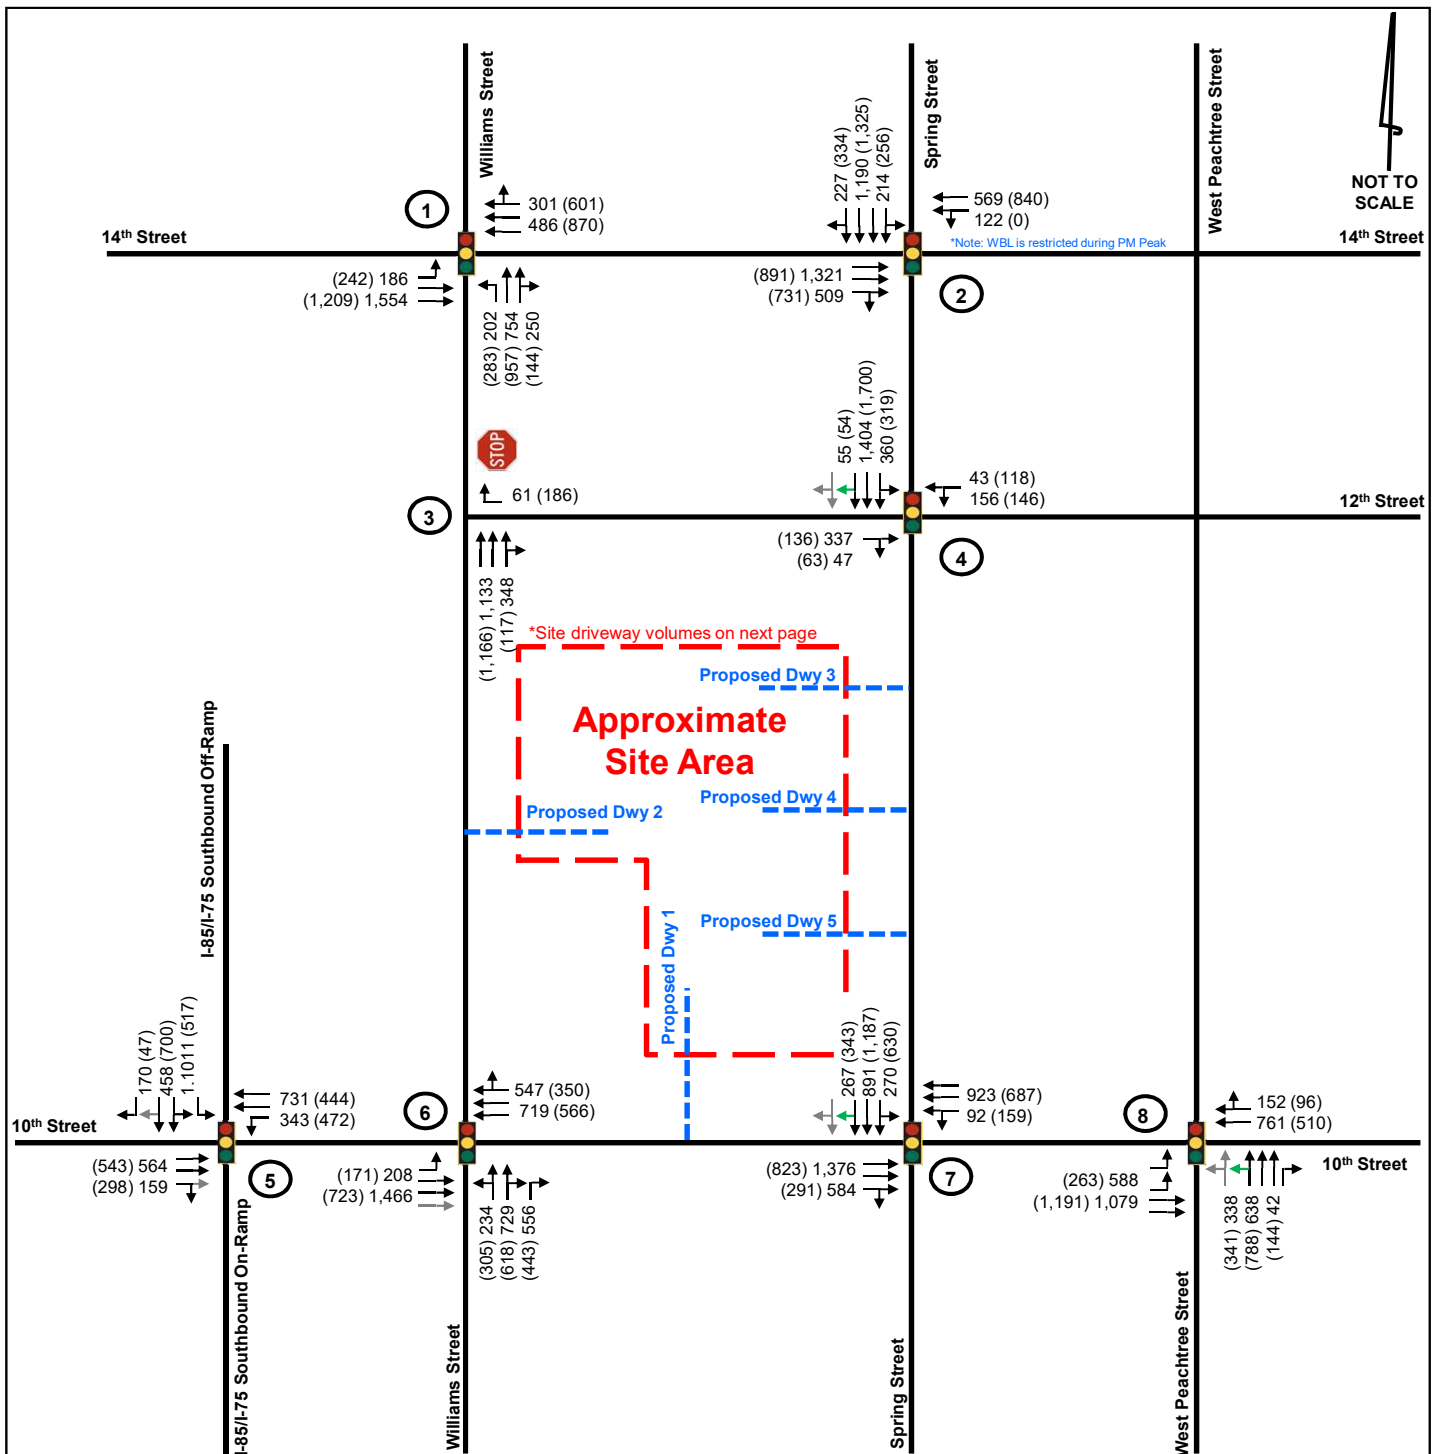 Williams Street
Spring Street
West Peachtree Street
NOT TO
SCALE
1
301 (601)
486 (870)
227 (334)
1,190 (1,325)
214 (256)
569 (840)
122 (0)
*Note: WBL is restricted during PM Peak
14th Street
14th Street
(242) 186
(1,209) 1,554
(283) 202
(957) 754
(144) 250
(891) 1,321
(731) 509
2
STOP
61 (186)
3
55 (54)
1,404 (1,700)
360 (319)
43 (118)
156 (146)
12th Street
(136) 337
(63) 47
4
(1,166) 1,133
(117) 348
*Site driveway volumes on next page
Proposed Dwy 3
Approximate
Site Area
Proposed Dwy 4
Proposed Dwy 2
Proposed Dwy 5
Proposed Dwy 1
I-85/I-75 Southbound Off-Ramp
170 (47)
458 (700)
1.1011 (517)
731 (444)
343 (472)
10th Street
(543) 564
(298) 159
5
6
547 (350)
719 (566)
(171) 208
(723) 1,466
(305) 234
(618) 729
(443) 556
267 (343)
891 (1,187)
270 (630)
923 (687)
92 (159)
(823) 1,376
(291) 584
7
8
152 (96)
761 (510)
10th Street
(263) 588
(1,191) 1,079
(341) 338
(788) 638
(144) 42
I-85/I-75 Southbound On-Ramp
Williams Street
Spring Street
West Peachtree Street